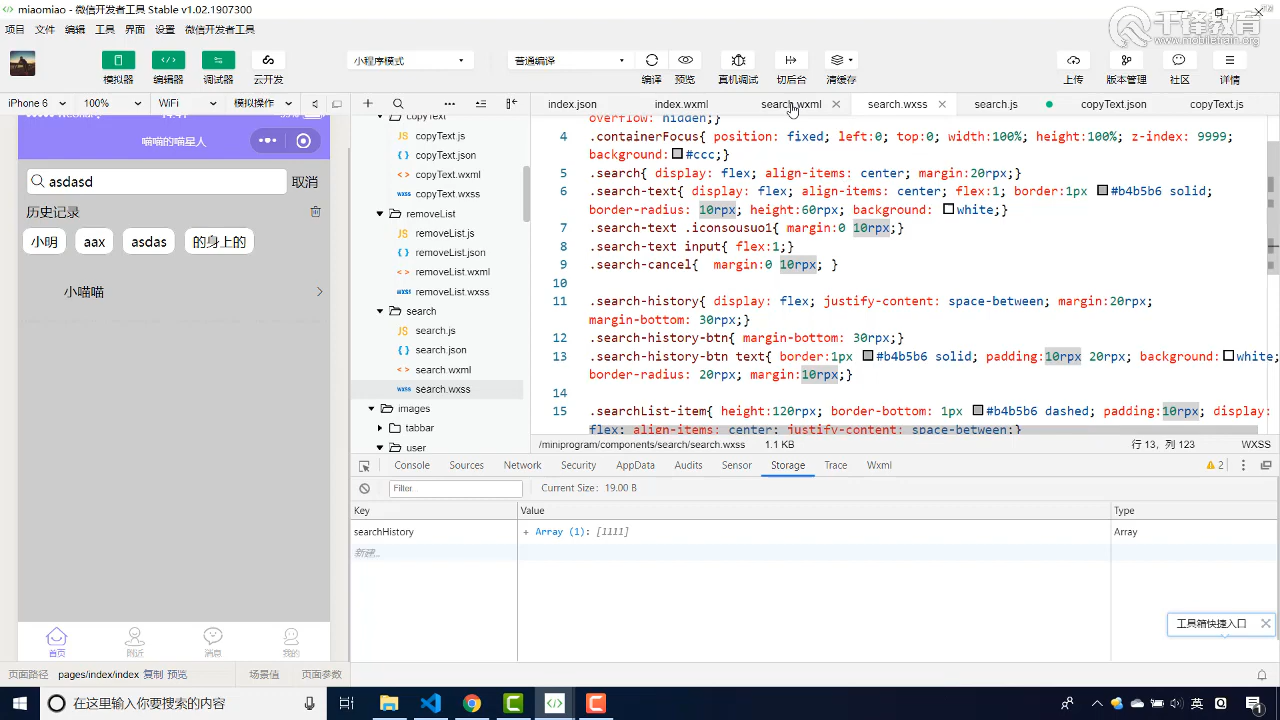 miaomiao - 微信开发者工具 Stable v1.02.1907300
千锋教育
www.mobiletrain.org
项目 文件 编辑 工具 界面 设置 微信开发者工具
模拟器 编辑器 调试器 云开发
小程序模式
普通编译
编译 预览 真机调试 切后台 清缓存
上传 版本管理 社区 详情
iPhone 6 100% WiFi 模拟操作
index.json index.wxml search.wxml search.wxss search.js copyText.json copyText.js
喵喵的喵星人
asdasd 取消
历史记录
小明 aax asdas 的身上的
小喵喵
首页 附近 消息 我的
copyText
copyText.js
copyText.json
copyText.wxml
copyText.wxss
removeList
removeList.js
removeList.json
removeList.wxml
removeList.wxss
search
search.js
search.json
search.wxml
search.wxss
images
tabbar
user
overflow: hidden;}
4 .containerFocus{ position: fixed; left:0; top:0; width:100%; height:100%; z-index: 9999;
background: #ccc;}
5 .search{ display: flex; align-items: center; margin:20rpx;}
6 .search-text{ display: flex; align-items: center; flex:1; border:1px #b4b5b6 solid;
border-radius: 10rpx; height:60rpx; background: white;}
7 .search-text .iconsousuo1{ margin:0 10rpx;}
8 .search-text input{ flex:1;}
9 .search-cancel{ margin:0 10rpx; }
10
11 .search-history{ display: flex; justify-content: space-between; margin:20rpx;
margin-bottom: 30rpx;}
12 .search-history-btn{ margin-bottom: 30rpx;}
13 .search-history-btn text{ border:1px #b4b5b6 solid; padding:10rpx 20rpx; background: white;
border-radius: 20rpx; margin:10rpx;}
14
15 .searchList-item{ height:120rpx; border-bottom: 1px #b4b5b6 dashed; padding:10rpx; display:
flex; align-items: center; justify-content: space-between;}
/miniprogram/components/search/search.wxss 1.1 KB 行 13, 列 123 WXSS
Console Sources Network Security AppData Audits Sensor Storage Trace Wxml 2
Filter Current Size: 19.00 B
Key Value Type
searchHistory + Array (1): [1111] Array
新建
工具箱快捷入口
页面路径 pages/index/index 复制 预览 场景值 页面参数
在这里输入你要搜索的内容
英